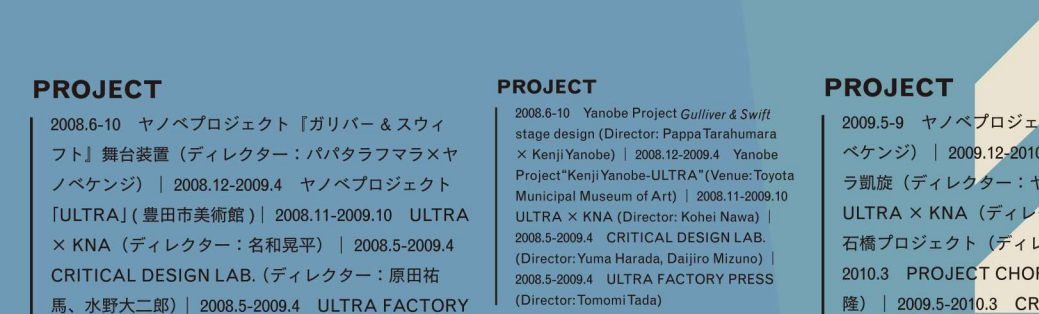 PROJECT
2008.6-10 ヤノベプロジェクト『ガリバー & スウィ
フト』舞台装置（ディレクター：パパタラフマラ×ヤ
ノベケンジ）｜ 2008.12-2009.4 ヤノベプロジェクト
「ULTRA」( 豊田市美術館 )｜ 2008.11-2009.10 ULTRA
× KNA（ディレクター：名和晃平）｜ 2008.5-2009.4
CRITICAL DESIGN LAB.（ディレクター：原田祐
馬、水野大二郎）｜ 2008.5-2009.4 ULTRA FACTORY
PROJECT
2008.6-10 Yanobe Project Gulliver & Swift
stage design (Director: Pappa Tarahumara
× Kenji Yanobe) ｜ 2008.12-2009.4 Yanobe
Project “Kenji Yanobe-ULTRA” (Venue: Toyota
Municipal Museum of Art) ｜ 2008.11-2009.10
ULTRA × KNA (Director: Kohei Nawa) ｜
2008.5-2009.4 CRITICAL DESIGN LAB.
(Director: Yuma Harada, Daijiro Mizuno) ｜
2008.5-2009.4 ULTRA FACTORY PRESS
(Director: Tomomi Tada)
PROJECT
2009.5-9 ヤノベプロジェ
ベケンジ）｜ 2009.12-2010
ラ凱旋（ディレクター：ヤ
ULTRA × KNA（ディレ
石橋プロジェクト（ディレ
2010.3 PROJECT CHOP
隆）｜ 2009.5-2010.3 CR